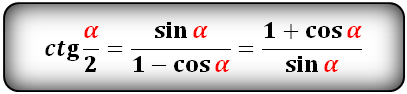 ctg α/2 = sin α / (1 − cos α) = (1 + cos α) / sin α